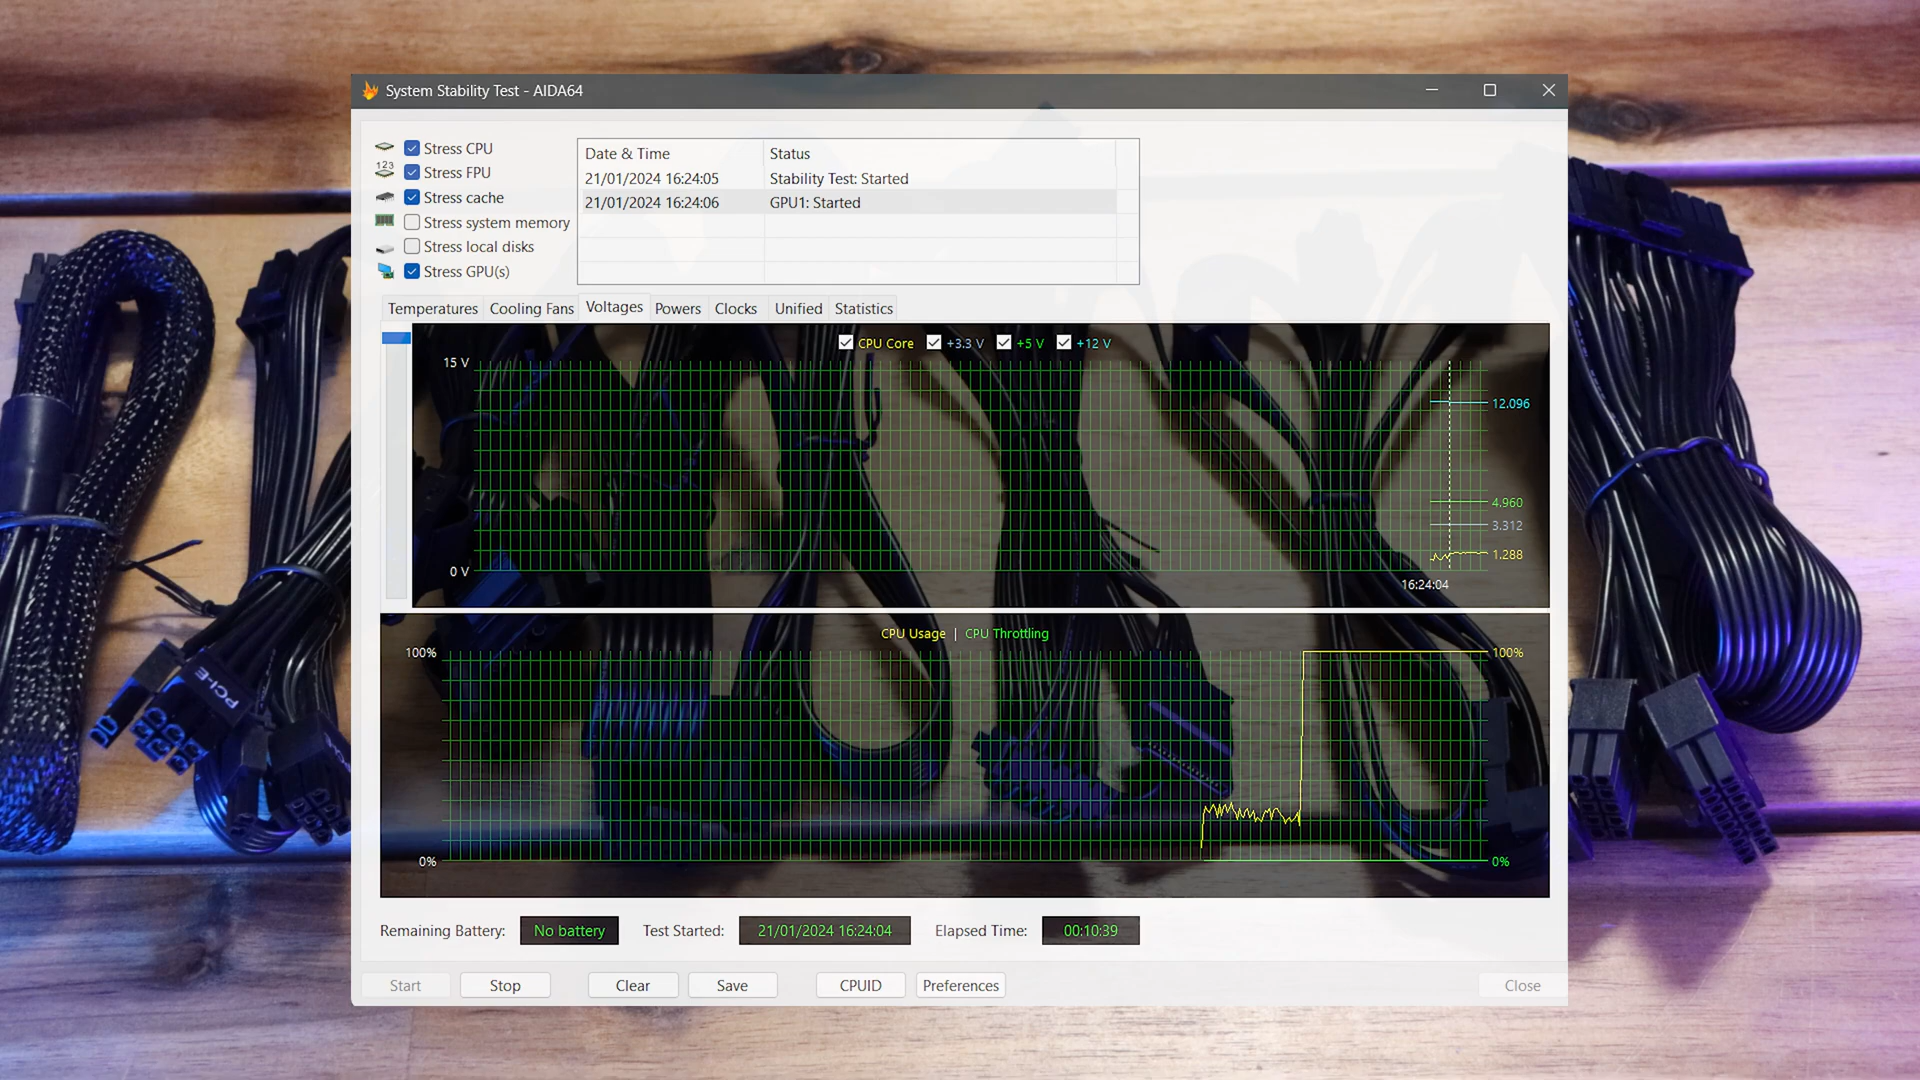 System Stability Test - AIDA64
Stress CPU
123
Stress FPU
Stress cache
Stress system memory
Stress local disks
Stress GPU(s)
Date & Time Status
21/01/2024 16:24:05 Stability Test: Started
21/01/2024 16:24:06 GPU1: Started
Temperatures Cooling Fans Voltages Powers Clocks Unified Statistics
CPU Core +3.3 V +5 V +12 V
15 V
12.096
4.960
3.312
1.288
0 V
16:24:04
CPU Usage | CPU Throttling
100% 100%
0% 0%
Remaining Battery: No battery Test Started: 21/01/2024 16:24:04 Elapsed Time: 00:10:39
Start Stop Clear Save CPUID Preferences Close
PCI-E